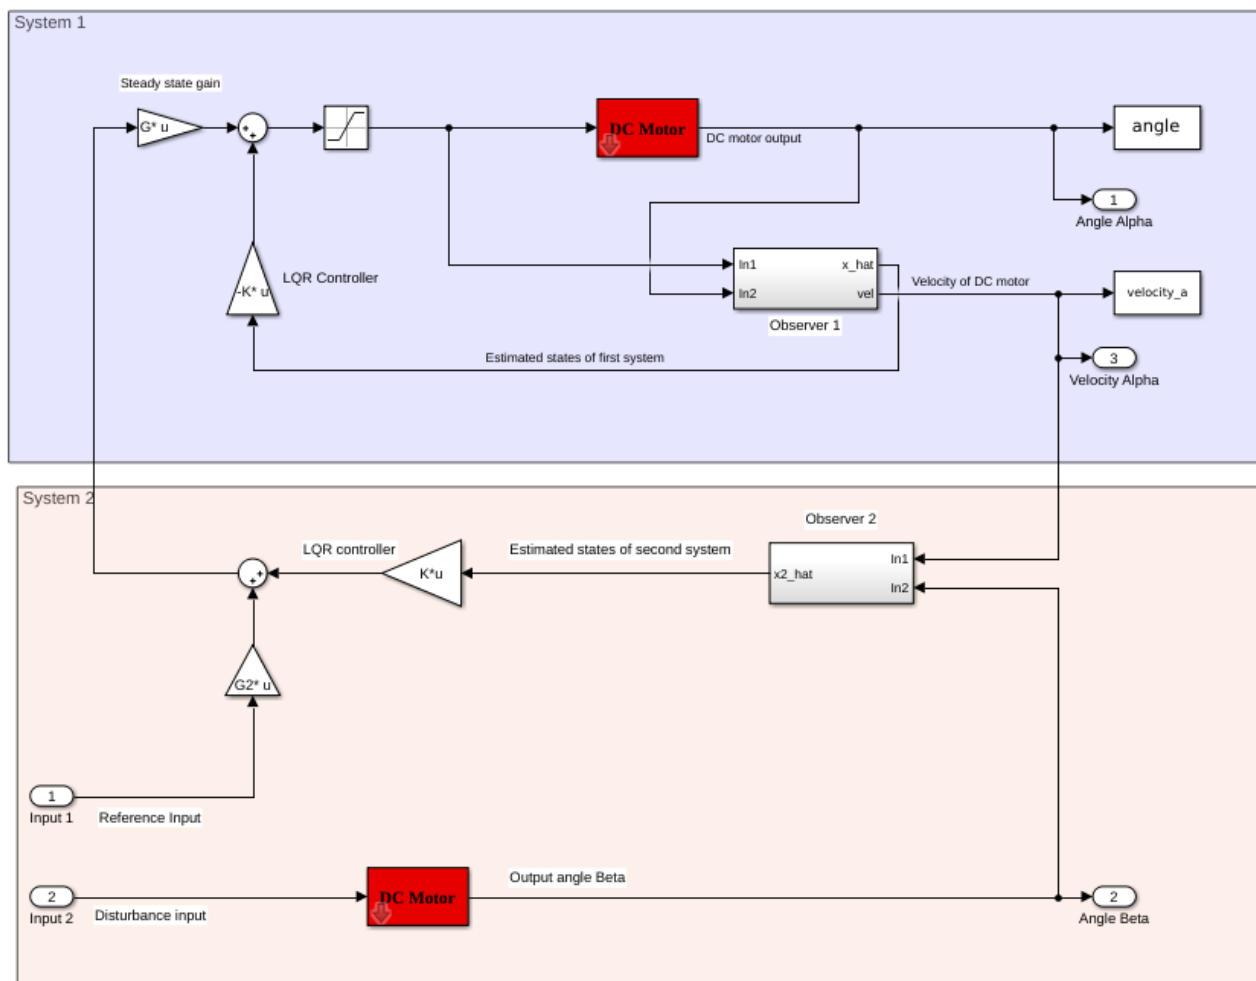 System 1
Steady state gain
G* u
DC Motor
DC motor output
angle
1
Angle Alpha
-K* u
LQR Controller
In1
x_hat
In2
vel
Observer 1
Velocity of DC motor
velocity_a
Estimated states of first system
3
Velocity Alpha
System 2
Observer 2
LQR controller
Estimated states of second system
K*u
x2_hat
In1
In2
G2* u
1
Input 1
Reference Input
2
Input 2
Disturbance input
DC Motor
Output angle Beta
2
Angle Beta